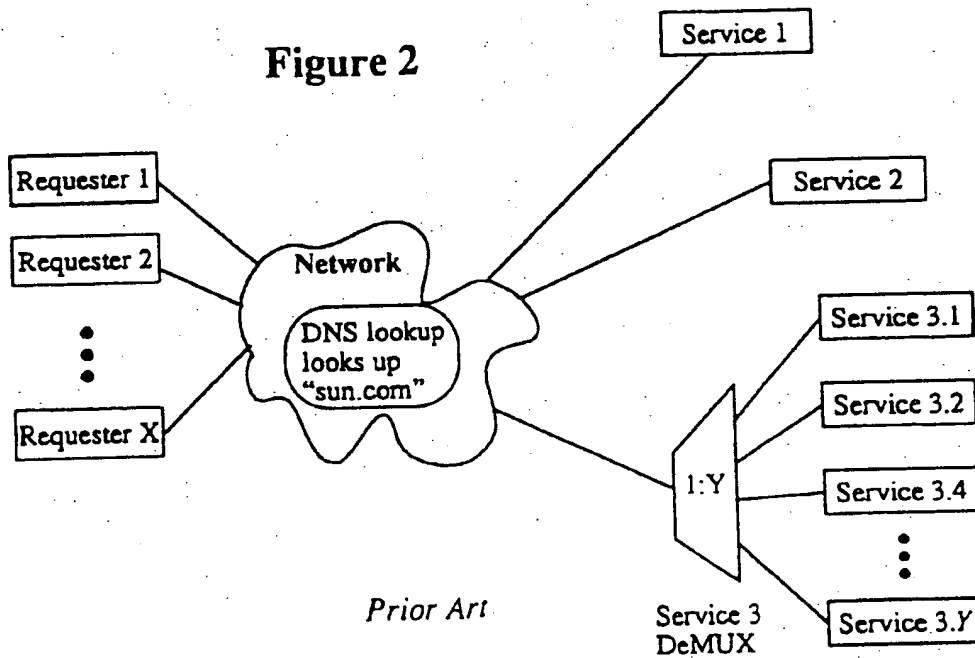 Figure 2
Service 1
Requester 1
Service 2
Requester 2
Network
DNS lookup
looks up
"sun.com"
Requester X
Service 3.1
Service 3.2
1:Y
Service 3.4
Service 3.Y
Prior Art
Service 3
DeMUX